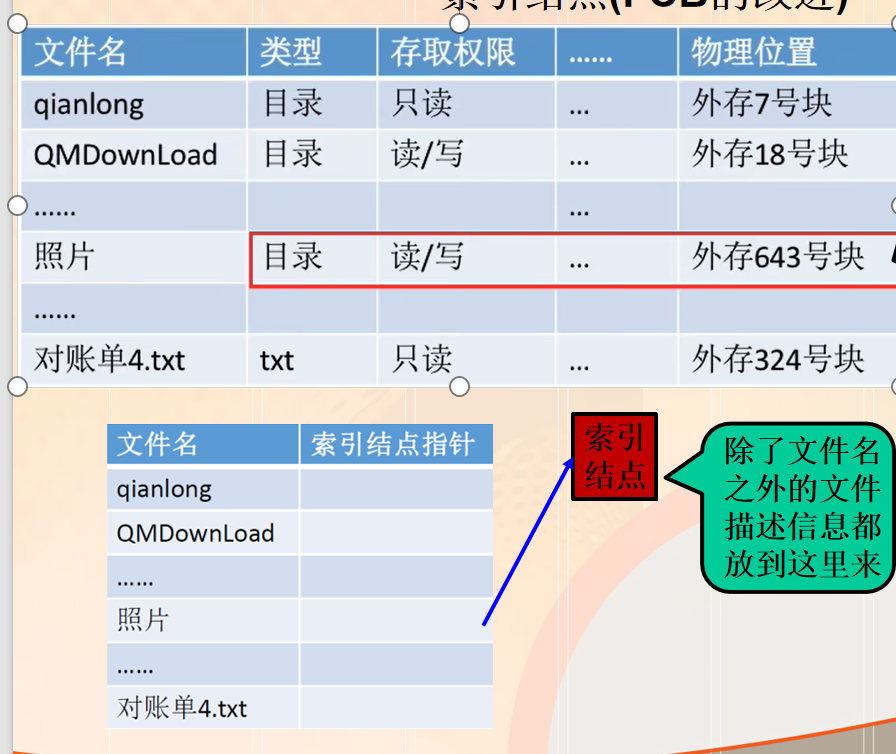 索引结点(FCB的改进)
文件名 类型 存取权限 …… 物理位置
qianlong 目录 只读 ... 外存7号块
QMDownLoad 目录 读/写 ... 外存18号块
…… ...
照片 目录 读/写 ... 外存643号块
……
对账单4.txt txt 只读 ... 外存324号块
文件名 索引结点指针
qianlong
QMDownLoad
……
照片
……
对账单4.txt
索引
结点
除了文件名
之外的文件
描述信息都
放到这里来